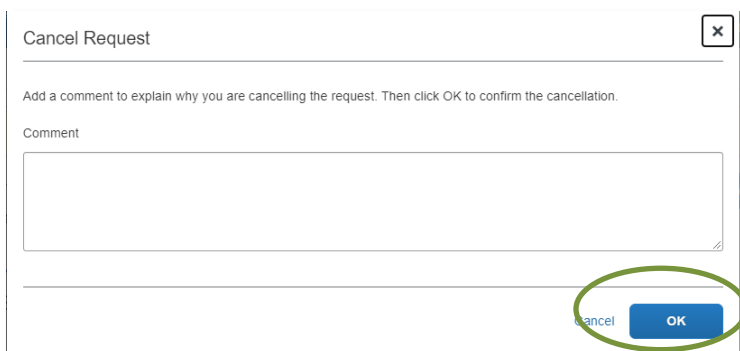 Cancel Request
Add a comment to explain why you are cancelling the request. Then click OK to confirm the cancellation.
Comment
Cancel OK